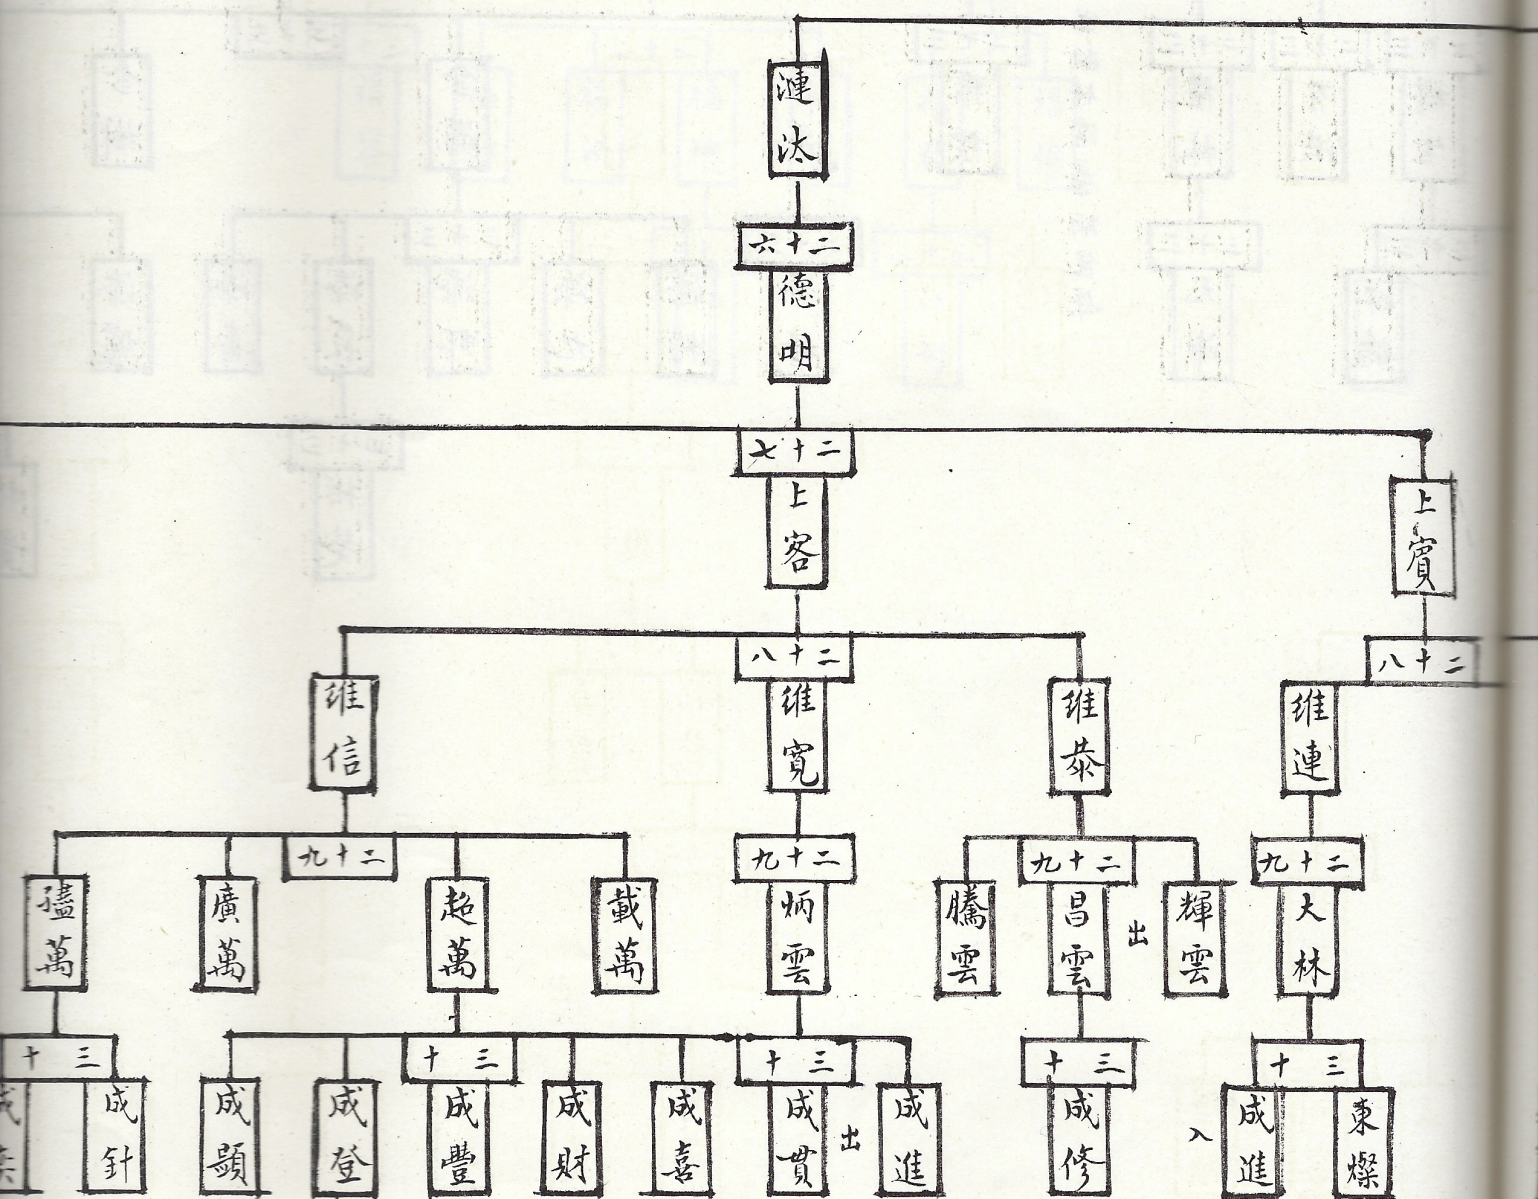 漣汰
二十六
德明
二十七
上賓
上客
二十八
二十八
維連
維恭
維寬
維信
二十九
二十九
二十九
二十九
大林
輝雲
出
昌雲
騰雲
炳雲
載萬
超萬
廣萬
萬
三十
三十
三十
三十
三十
東燦
成進
入
成修
成進
出
成貫
成喜
成財
成豐
成登
成顕
成針
成